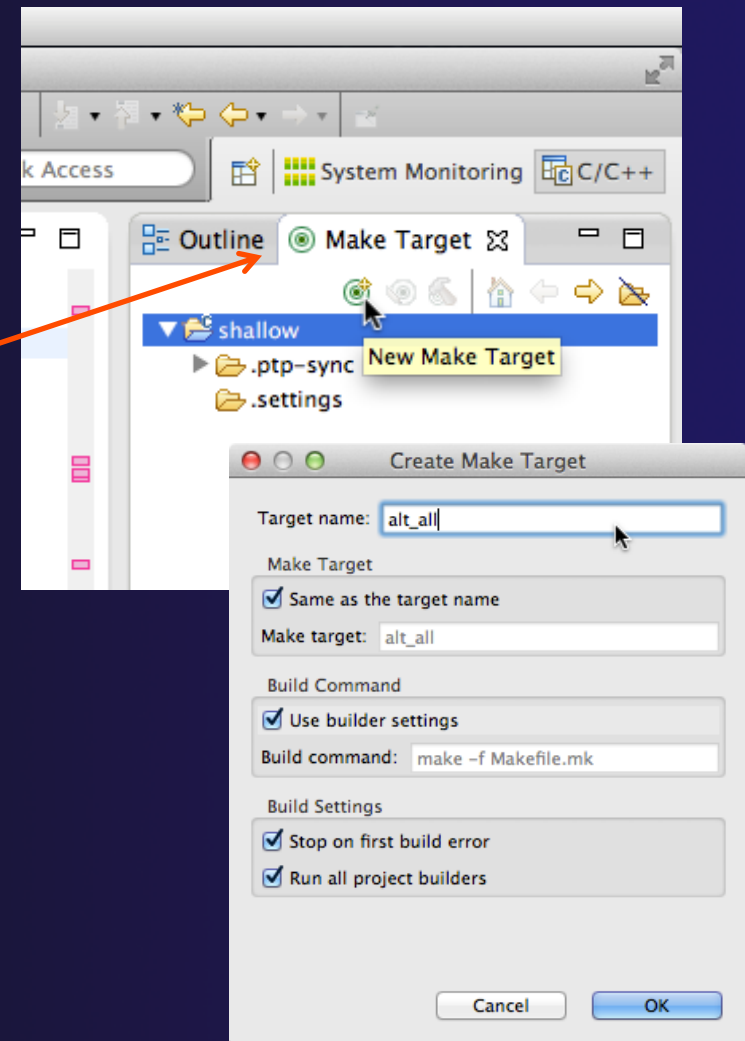 k Access
System Monitoring
C/C++
Outline
Make Target
shallow
.ptp-sync
New Make Target
.settings
Create Make Target
Target name: alt_all
Make Target
Same as the target name
Make target: alt_all
Build Command
Use builder settings
Build command: make -f Makefile.mk
Build Settings
Stop on first build error
Run all project builders
Cancel
OK